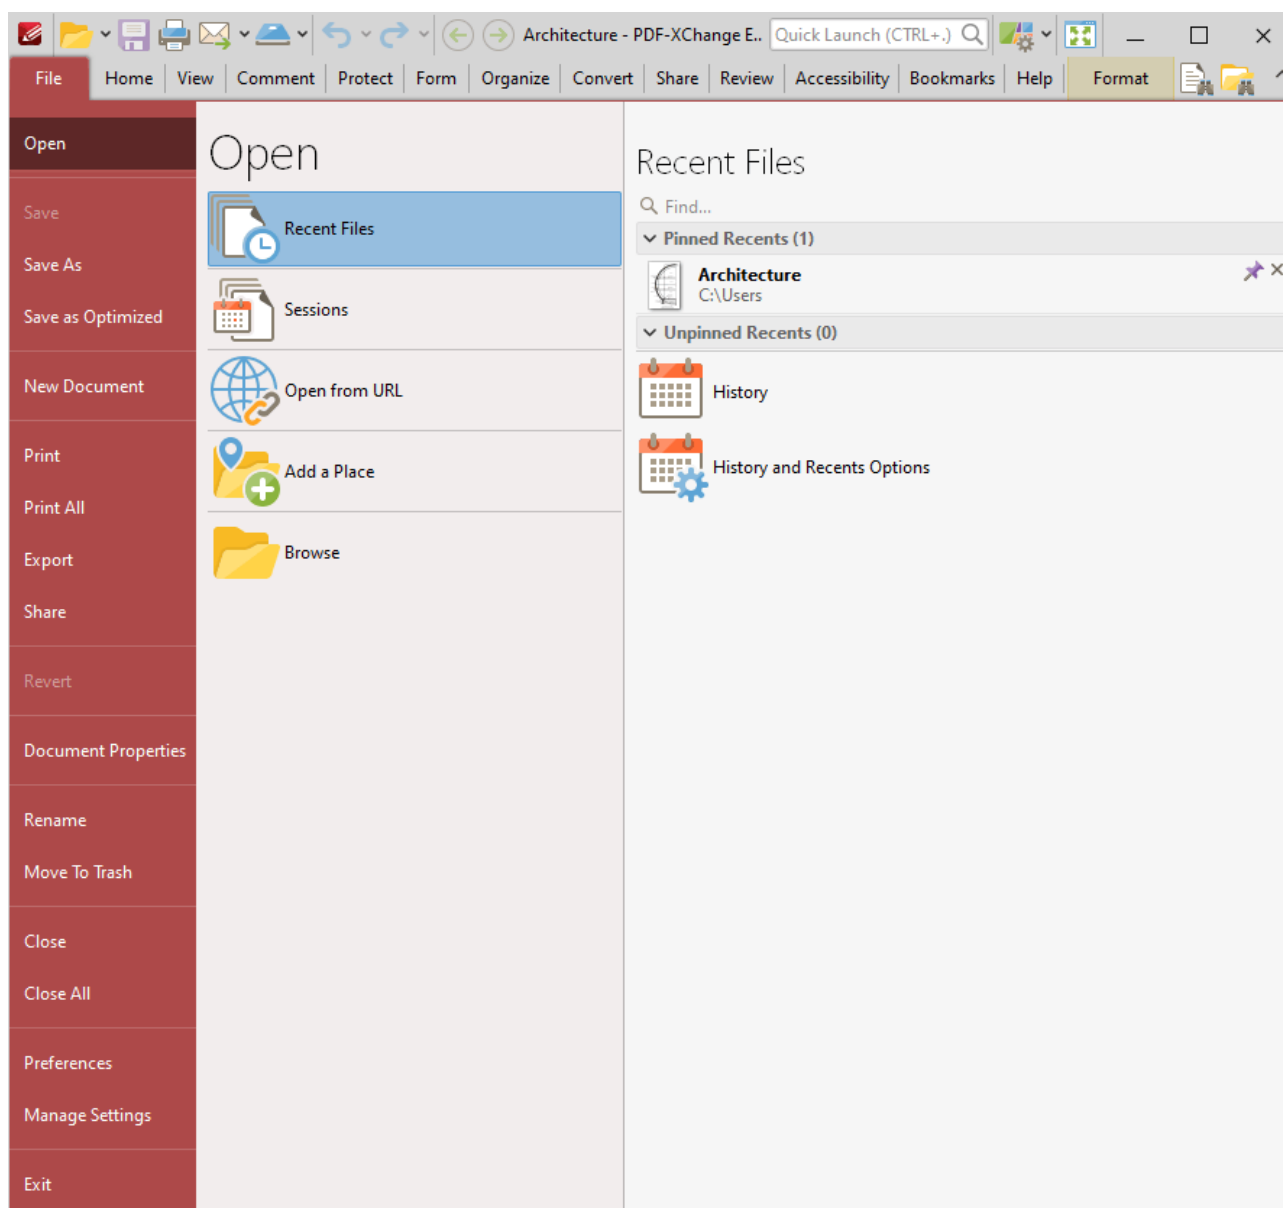 Architecture - PDF-XChange E..
Quick Launch (CTRL+.)
File
Home
View
Comment
Protect
Form
Organize
Convert
Share
Review
Accessibility
Bookmarks
Help
Format
Open
Save
Save As
Save as Optimized
New Document
Print
Print All
Export
Share
Revert
Document Properties
Rename
Move To Trash
Close
Close All
Preferences
Manage Settings
Exit
Open
Recent Files
Sessions
Open from URL
Add a Place
Browse
Recent Files
Find...
Pinned Recents (1)
Architecture
C:\Users
Unpinned Recents (0)
History
History and Recents Options